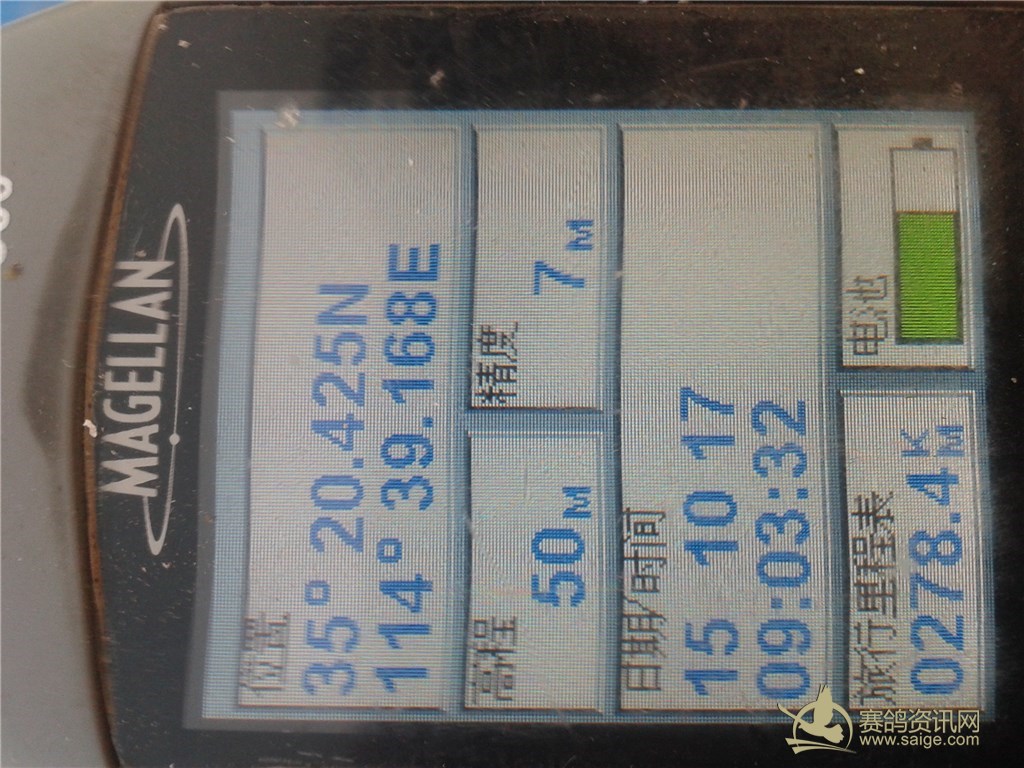 MAGELLAN
位置
35° 20.425N
114° 39.168E
高程
50M
精度
7M
日期/时间
15 10 17
09:03:32
旅行里程表
0278.4KM
电池
赛鸽资讯网
www.saige.com